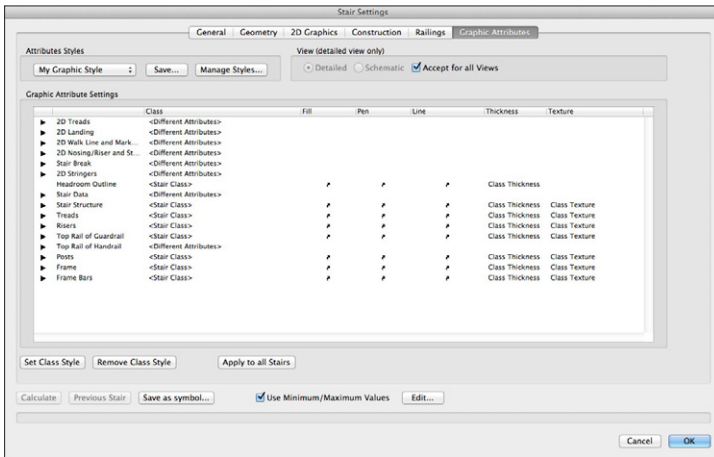 Stair Settings
General Geometry 2D Graphics Construction Railings Graphic Attributes
Attributes Styles
My Graphic Style Save... Manage Styles...
View (detailed view only)
Detailed Schematic Accept for all Views
Graphic Attribute Settings
Class Fill Pen Line Thickness Texture
2D Treads <Different Attributes>
2D Landing <Different Attributes>
2D Walk Line and Mark... <Different Attributes>
2D Nosing/Riser and St... <Different Attributes>
Stair Break <Different Attributes>
2D Stringers <Different Attributes>
Headroom Outline <Stair Class> Class Thickness
Stair Data <Different Attributes>
Stair Structure <Stair Class> Class Thickness Class Texture
Treads <Stair Class> Class Thickness Class Texture
Risers <Stair Class> Class Thickness Class Texture
Top Rail of Guardrail <Stair Class> Class Thickness Class Texture
Top Rail of Handrail <Different Attributes>
Posts <Stair Class> Class Thickness Class Texture
Frame <Stair Class> Class Thickness Class Texture
Frame Bars <Stair Class> Class Thickness Class Texture
Set Class Style Remove Class Style Apply to all Stairs
Calculate Previous Stair Save as symbol... Use Minimum/Maximum Values Edit...
Cancel OK